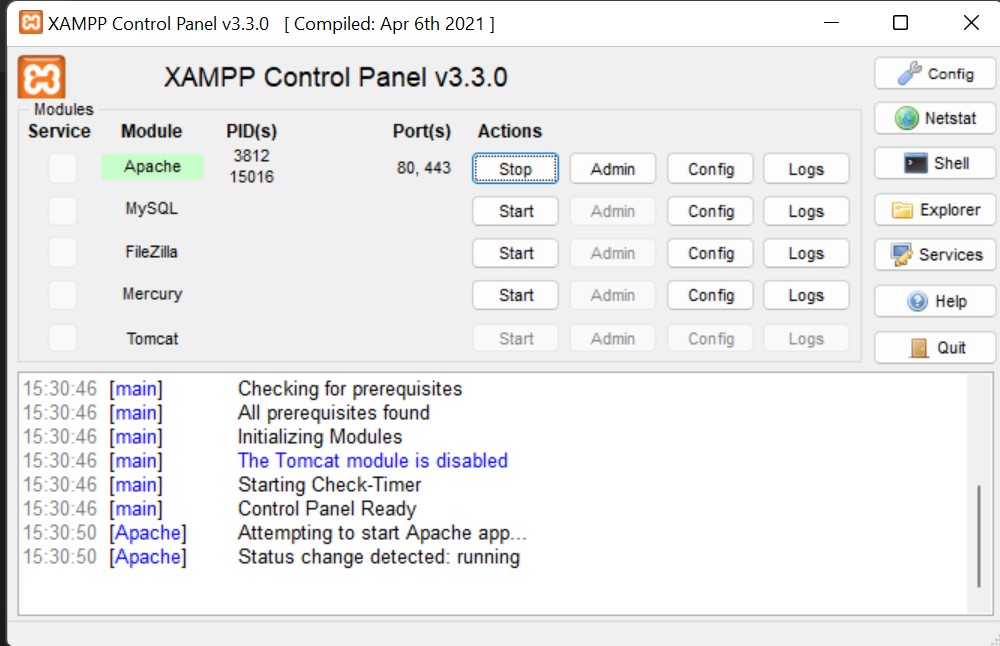 XAMPP Control Panel v3.3.0 [ Compiled: Apr 6th 2021 ]
XAMPP Control Panel v3.3.0
Config
Modules
Service Module PID(s) Port(s) Actions
Netstat
Apache 3812 15016 80, 443 Stop Admin Config Logs
Shell
MySQL Start Admin Config Logs
Explorer
FileZilla Start Admin Config Logs
Services
Mercury Start Admin Config Logs
Help
Tomcat Start Admin Config Logs
Quit
15:30:46 [main] Checking for prerequisites
15:30:46 [main] All prerequisites found
15:30:46 [main] Initializing Modules
15:30:46 [main] The Tomcat module is disabled
15:30:46 [main] Starting Check-Timer
15:30:46 [main] Control Panel Ready
15:30:50 [Apache] Attempting to start Apache app...
15:30:50 [Apache] Status change detected: running